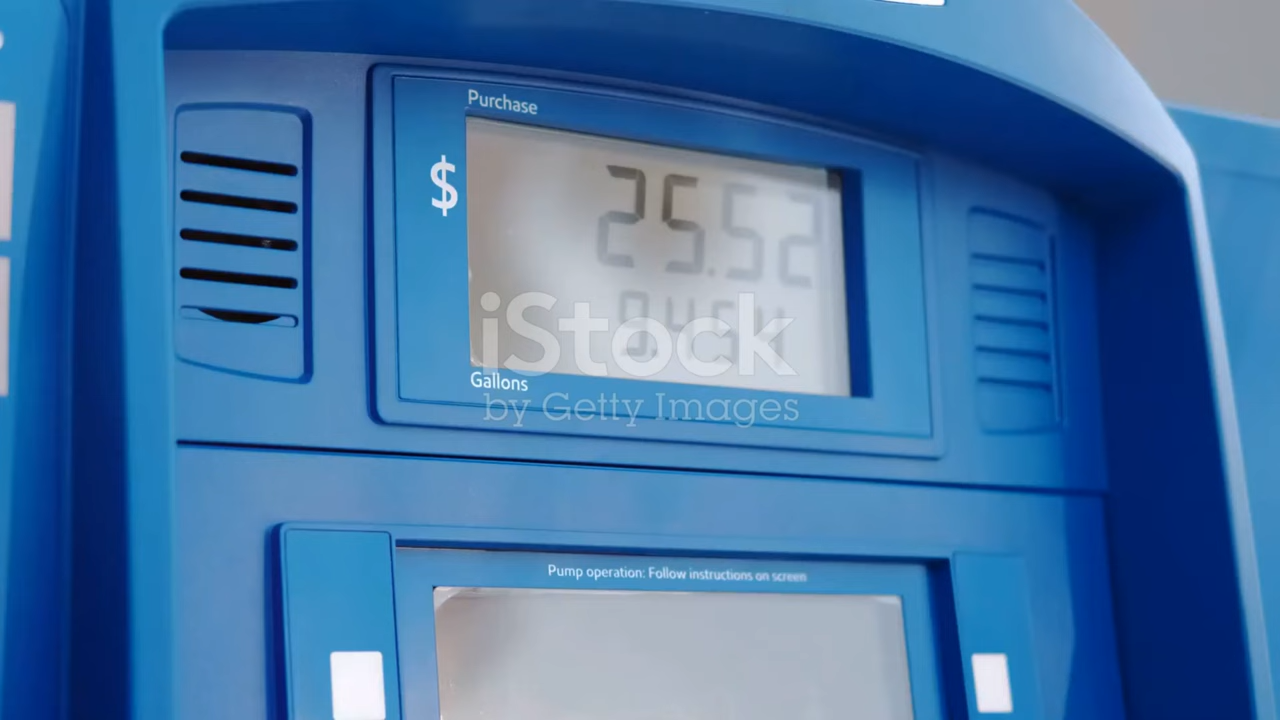 Purchase
$ 25.52
iStock
Gallons
by Getty Images
Pump operation: Follow instructions on screen